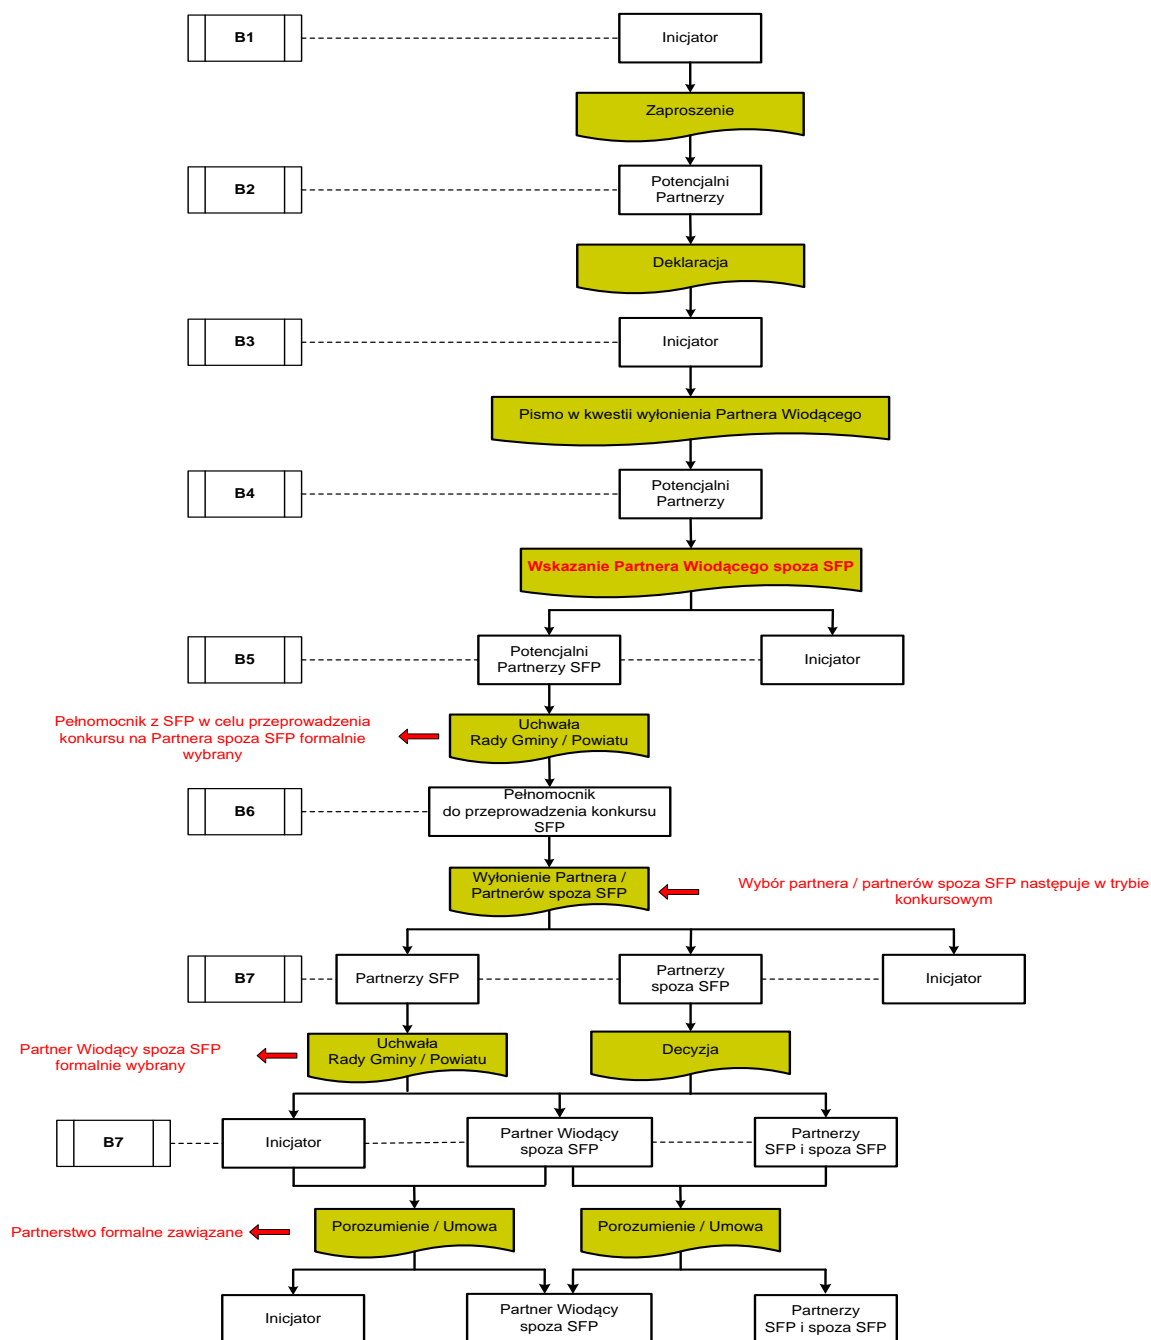 B1
Inicjator
Zaproszenie
B2
Potencjalni
Partnerzy
Deklaracja
B3
Inicjator
Pismo w kwestii wyłonienia Partnera Wiodącego
B4
Potencjalni
Partnerzy
Wskazanie Partnera Wiodącego spoza SFP
B5
Potencjalni
Partnerzy SFP
Inicjator
Pełnomocnik z SFP w celu przeprowadzenia
konkursu na Partnera spoza SFP formalnie
wybrany
Uchwała
Rady Gminy / Powiatu
B6
Pełnomocnik
do przeprowadzenia konkursu
SFP
Wyłonienie Partnera /
Partnerów spoza SFP
Wybór partnera / partnerów spoza SFP następuje w trybie
konkursowym
B7
Partnerzy SFP
Partnerzy
spoza SFP
Inicjator
Partner Wiodący spoza SFP
formalnie wybrany
Uchwała
Rady Gminy / Powiatu
Decyzja
B7
Inicjator
Partner Wiodący
spoza SFP
Partnerzy
SFP i spoza SFP
Partnerstwo formalne zawiązane
Porozumienie / Umowa
Porozumienie / Umowa
Inicjator
Partner Wiodący
spoza SFP
Partnerzy
SFP i spoza SFP